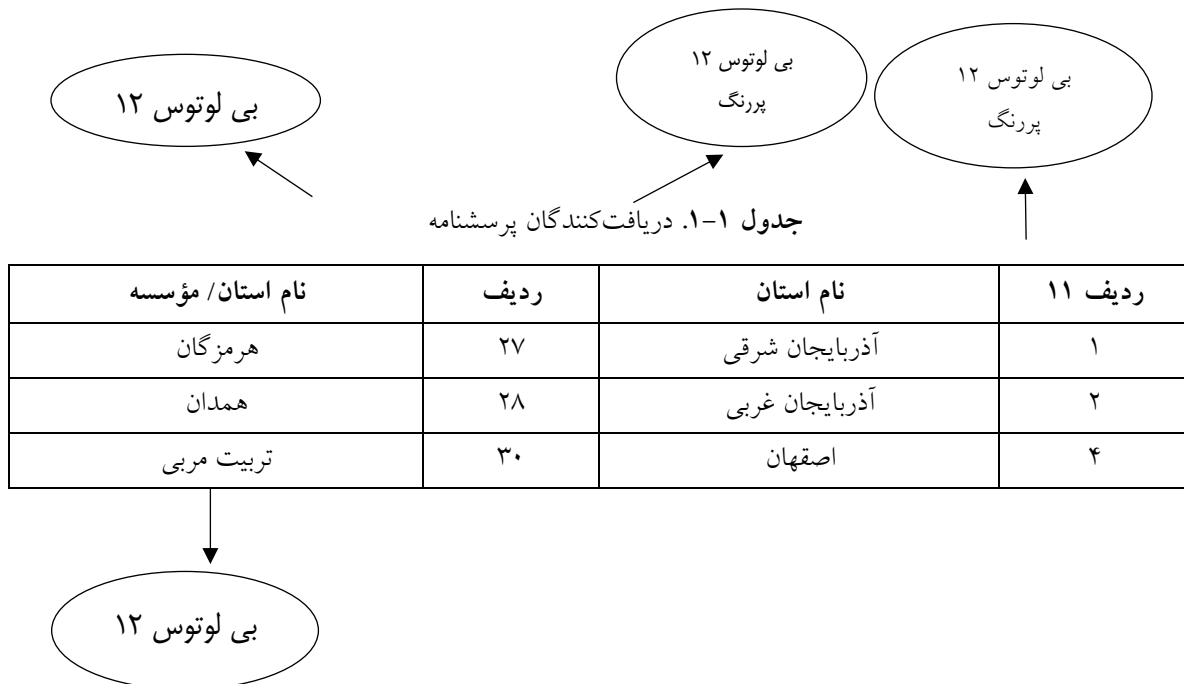 بی لوتوس ۱۲
پررنگ
بی لوتوس ۱۲
پررنگ
بی لوتوس ۱۲
جدول ۱-۱. دریافت‌کنندگان پرسشنامه
ردیف ۱۱ نام استان ردیف نام استان/ مؤسسه
۱ آذربایجان شرقی ۲۷ هرمزگان
۲ آذربایجان غربی ۲۸ همدان
۴ اصقهان ۳۰ تربیت مربی
بی لوتوس ۱۲